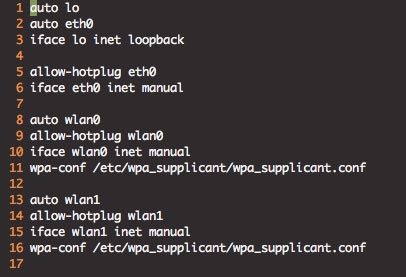 1 auto lo
2 auto eth0
3 iface lo inet loopback
4
5 allow-hotplug eth0
6 iface eth0 inet manual
7
8 auto wlan0
9 allow-hotplug wlan0
10 iface wlan0 inet manual
11 wpa-conf /etc/wpa_supplicant/wpa_supplicant.conf
12
13 auto wlan1
14 allow-hotplug wlan1
15 iface wlan1 inet manual
16 wpa-conf /etc/wpa_supplicant/wpa_supplicant.conf
17